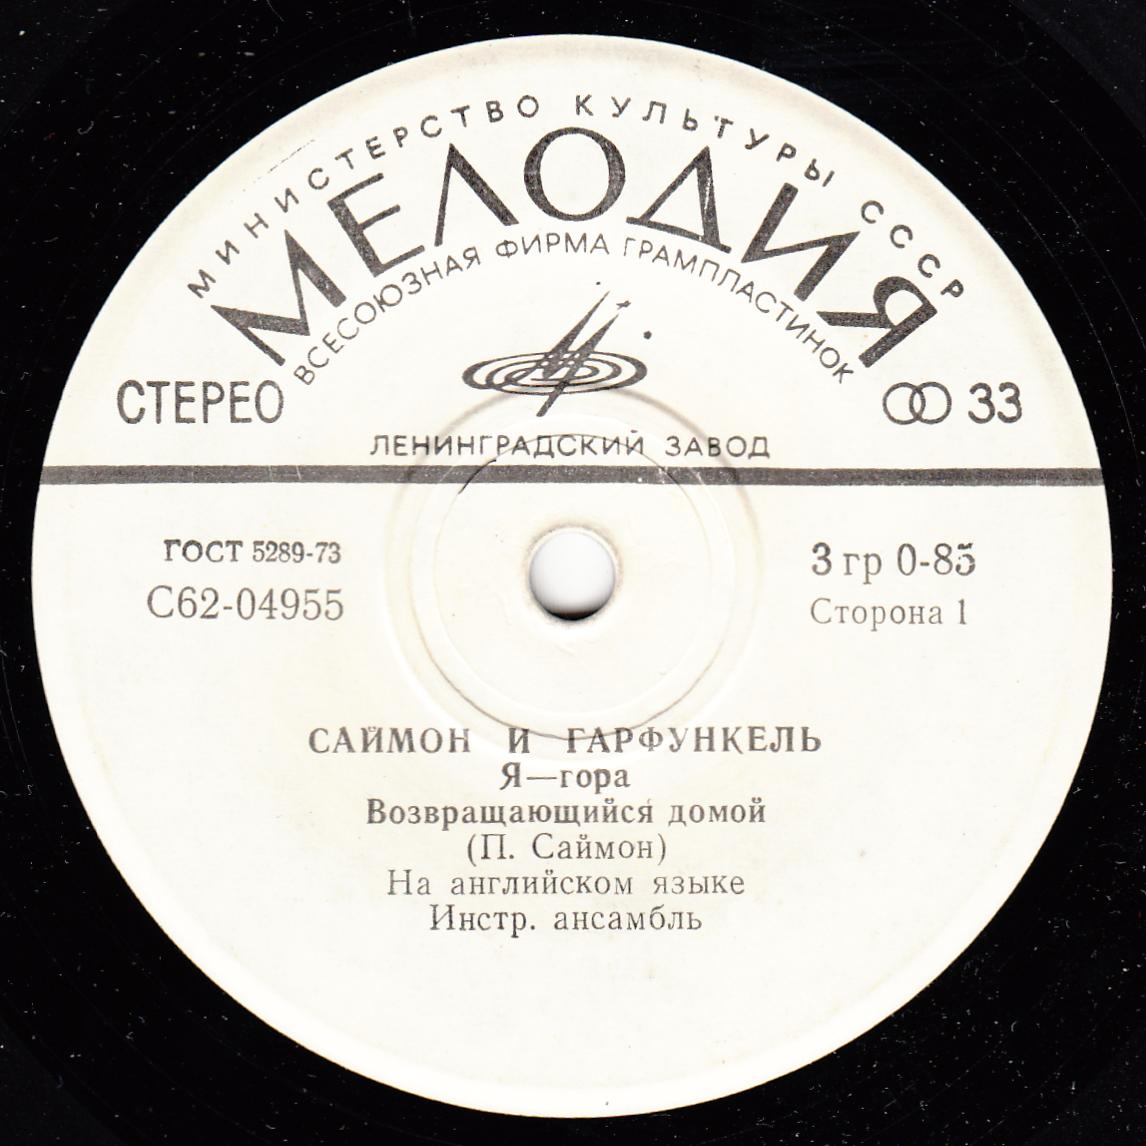 МИНИСТЕРСТВО КУЛЬТУРЫ СССР
МЕЛОДИЯ
ВСЕСОЮЗНАЯ ФИРМА ГРАМПЛАСТИНОК
СТЕРЕО
33
ЛЕНИНГРАДСКИЙ ЗАВОД
ГОСТ 5289-73
С62-04955
3 гр 0-85
Сторона 1
САЙМОН И ГАРФУНКЕЛЬ
Я—гора
Возвращающийся домой
(П. Саймон)
На английском языке
Инстр. ансамбль